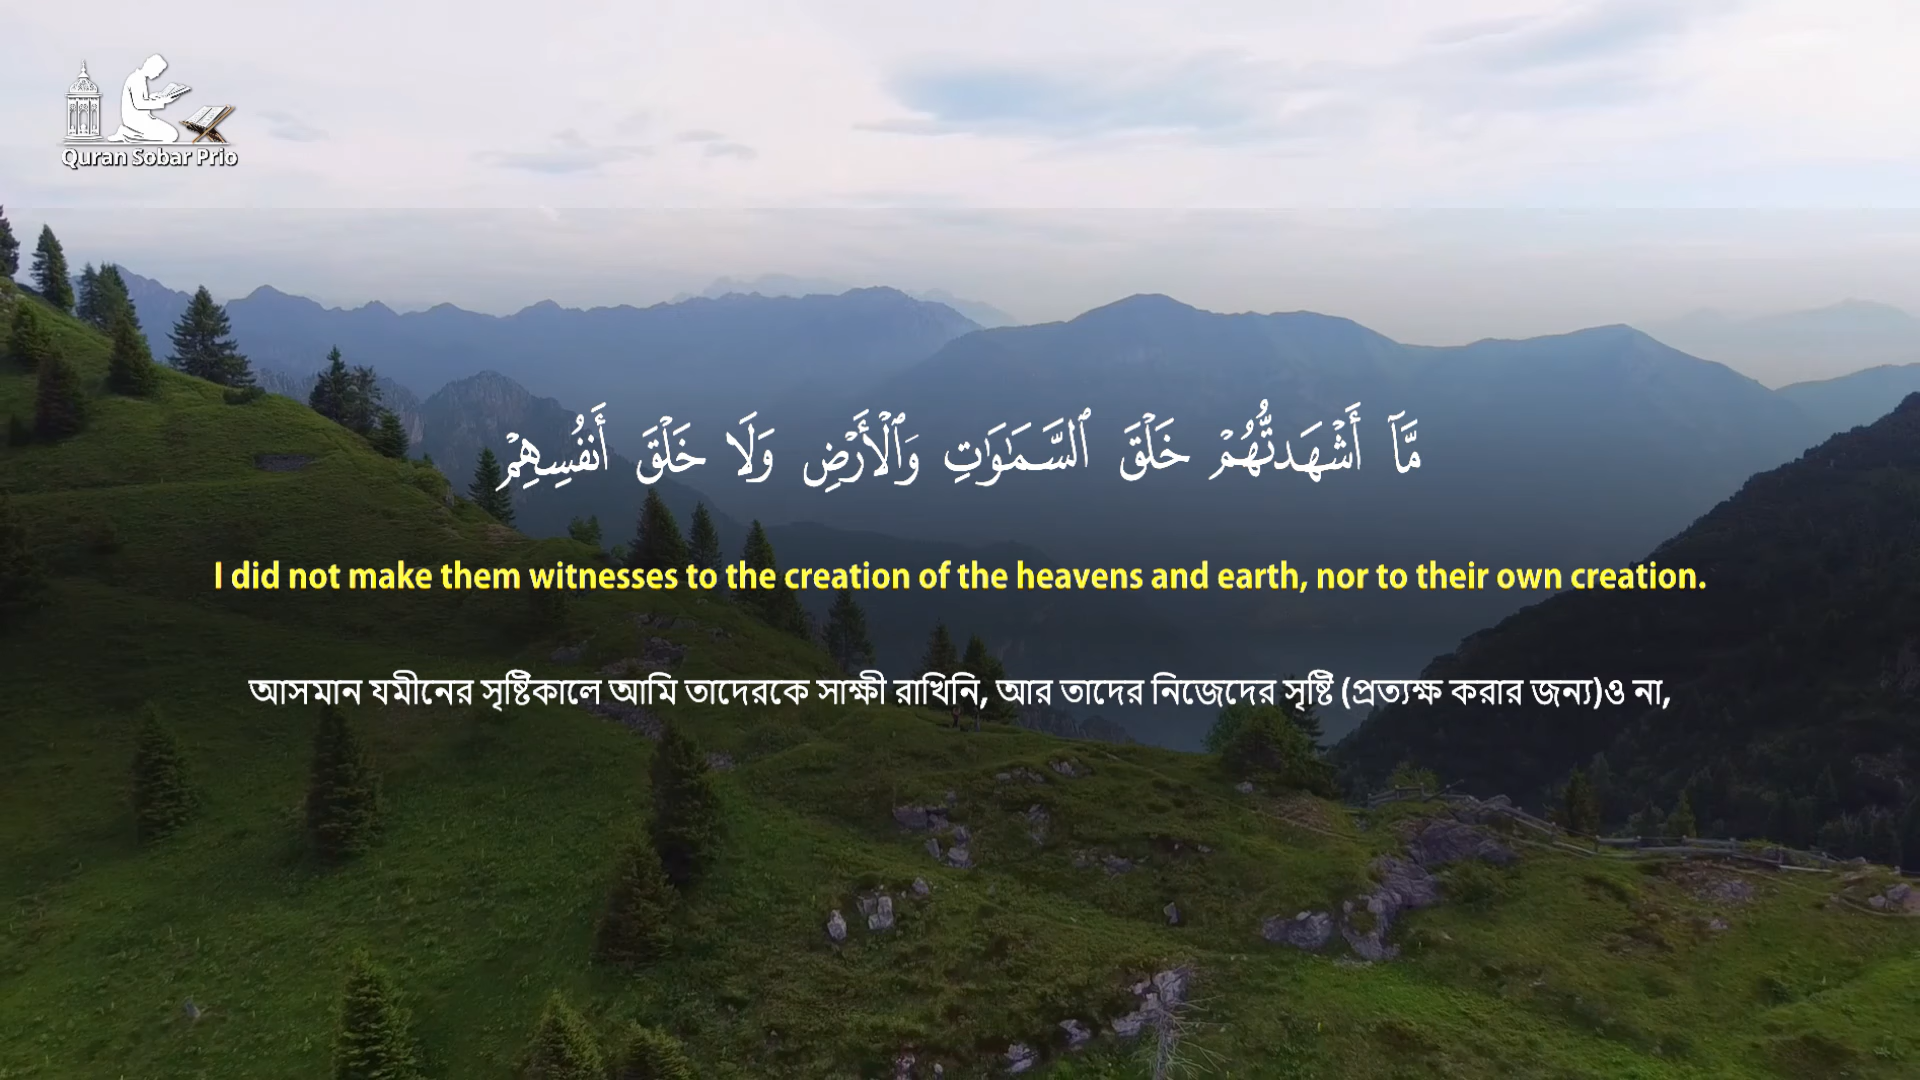 Quran Sobar Prio
مَّآ أَشْهَدتُّهُمْ خَلْقَ ٱلسَّمَـٰوَٰتِ وَٱلْأَرْضِ وَلَا خَلْقَ أَنفُسِهِمْ
I did not make them witnesses to the creation of the heavens and earth, nor to their own creation.
আসমান যমীনের সৃষ্টিকালে আমি তাদেরকে সাক্ষী রাখিনি, আর তাদের নিজেদের সৃষ্টি (প্রত্যক্ষ করার জন্য)ও না,